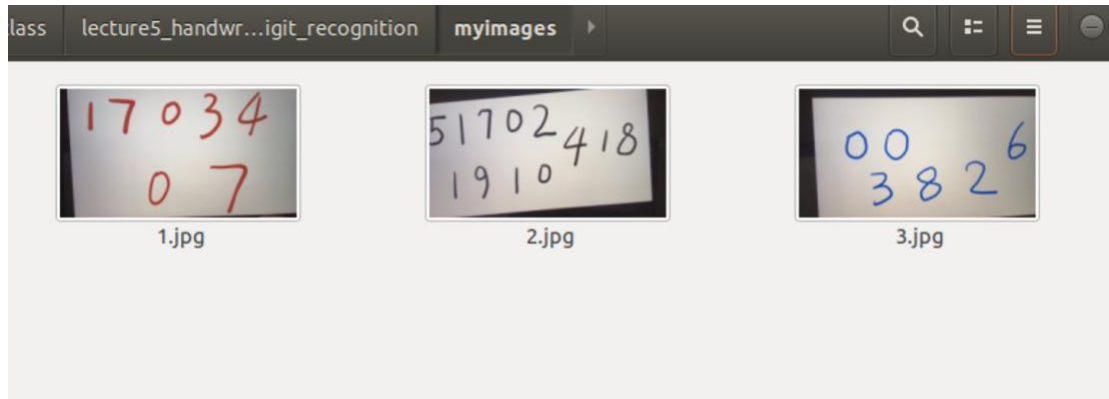 lass lecture5_handwr...igit_recognition myimages
17034
07
1.jpg
51702
418
1910
2.jpg
00 6
382
3.jpg